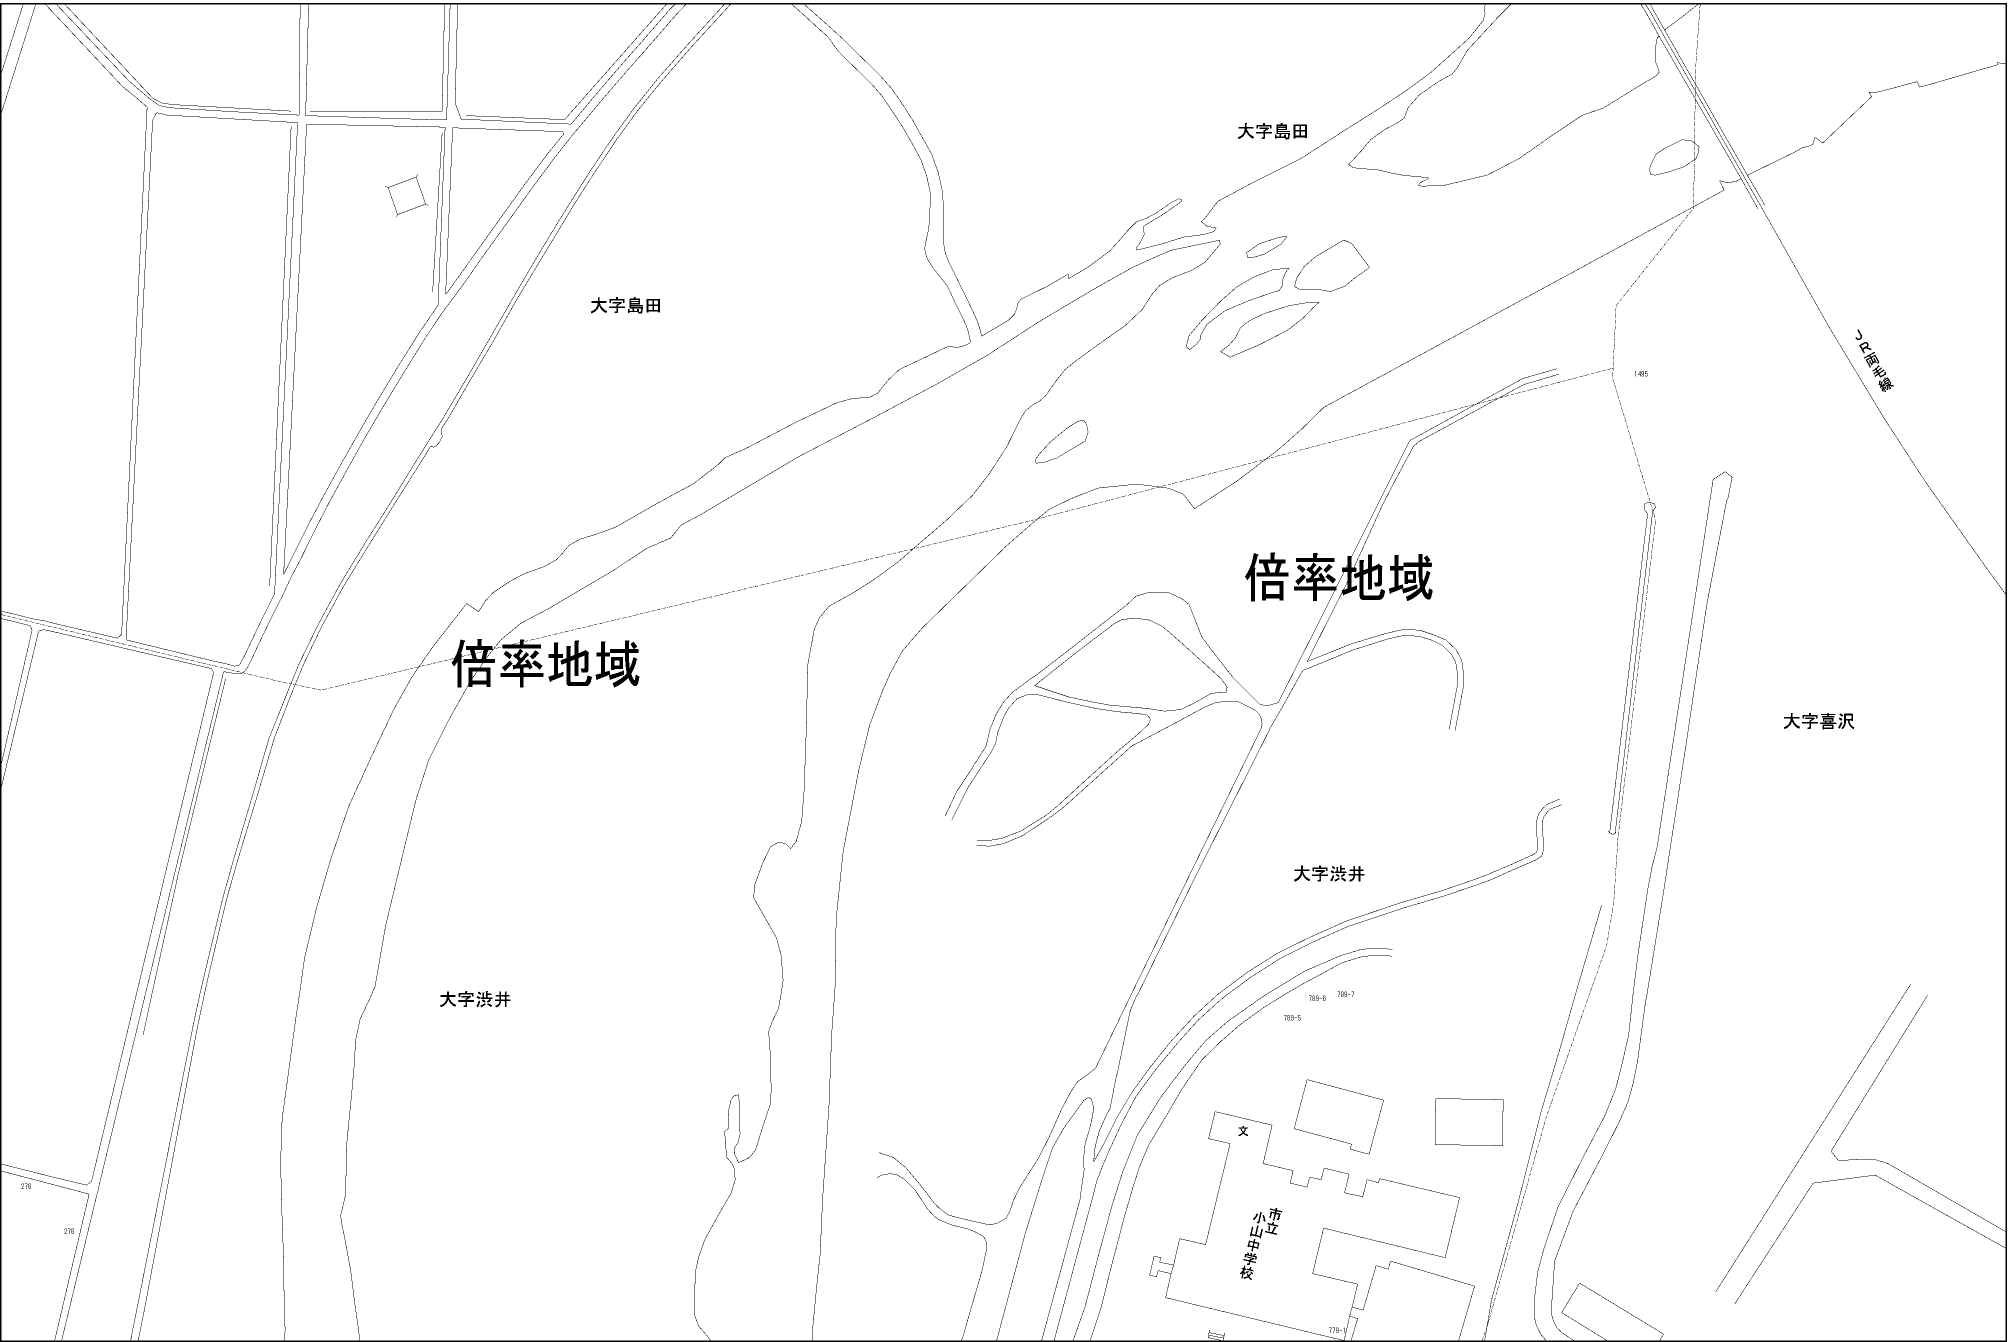 大字島田
大字島田
JR両毛線
1495
倍率地域
倍率地域
大字喜沢
大字渋井
大字渋井
789-6
789-7
789-5
文
市立
小山中学校
276
276
779-1